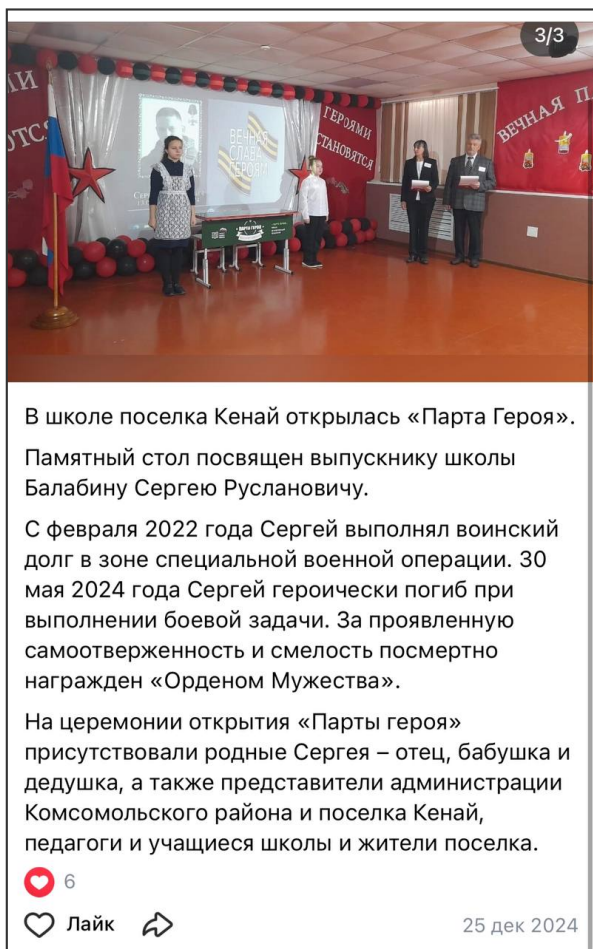 3/3
ИИ
ОТС
ВЕЧНАЯ
СЛАВА
ГЕРОЯМ
ГЕРОЯМИ
СТАНОВЯТСЯ
ВЕЧНАЯ П
ПАРТА ГЕРОЯ
В школе поселка Кенай открылась «Парта Героя».
Памятный стол посвящен выпускнику школы
Балабину Сергею Руслановичу.
С февраля 2022 года Сергей выполнял воинский
долг в зоне специальной военной операции. 30
мая 2024 года Сергей героически погиб при
выполнении боевой задачи. За проявленную
самоотверженность и смелость посмертно
награжден «Орденом Мужества».
На церемонии открытия «Парты героя»
присутствовали родные Сергея – отец, бабушка и
дедушка, а также представители администрации
Комсомольского района и поселка Кенай,
педагоги и учащиеся школы и жители поселка.
6
Лайк
25 дек 2024